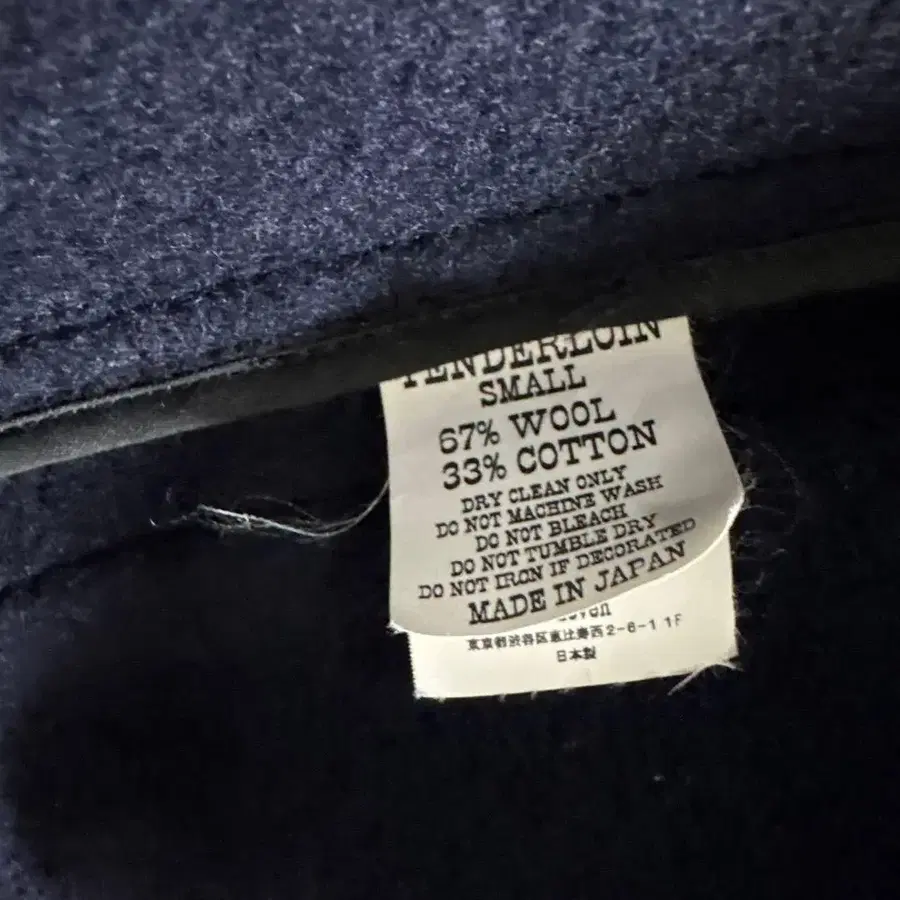 TENDERLOIN
SMALL
67% WOOL
33% COTTON
DRY CLEAN ONLY
DO NOT MACHINE WASH
DO NOT BLEACH
DO NOT TUMBLE DRY
DO NOT IRON IF DECORATED
MADE IN JAPAN
東京都渋谷区恵比寿西2-6-1 1F
日本製